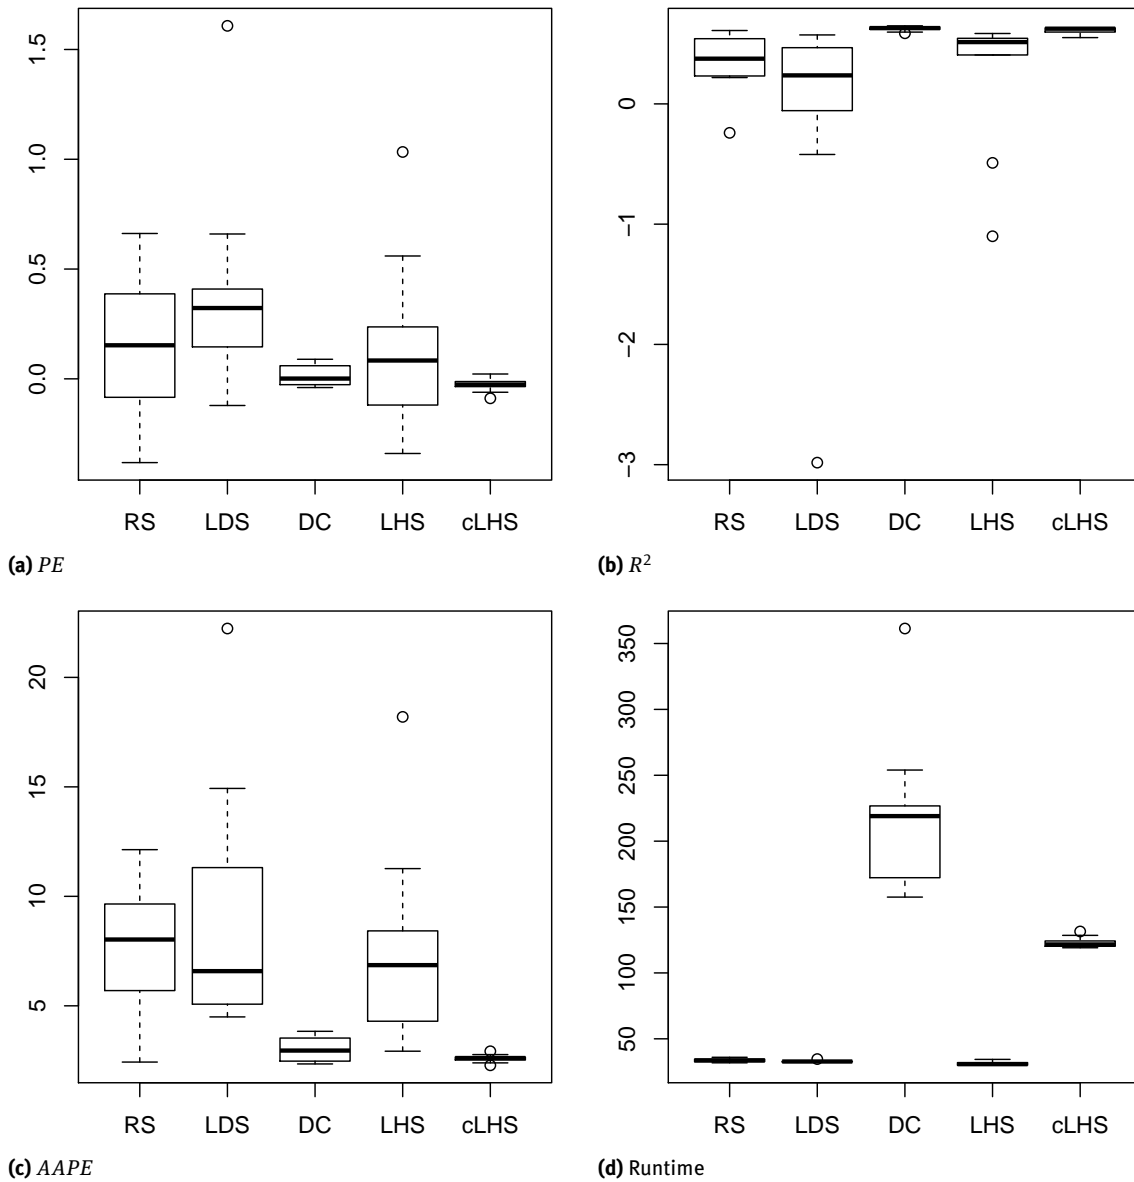 1.5
1.0
0.5
0.0
RS LDS DC LHS cLHS
(a) PE
0
−1
−2
−3
RS LDS DC LHS cLHS
(b) R²
20
15
10
5
RS LDS DC LHS cLHS
(c) AAPE
350
300
250
200
150
100
50
RS LDS DC LHS cLHS
(d) Runtime